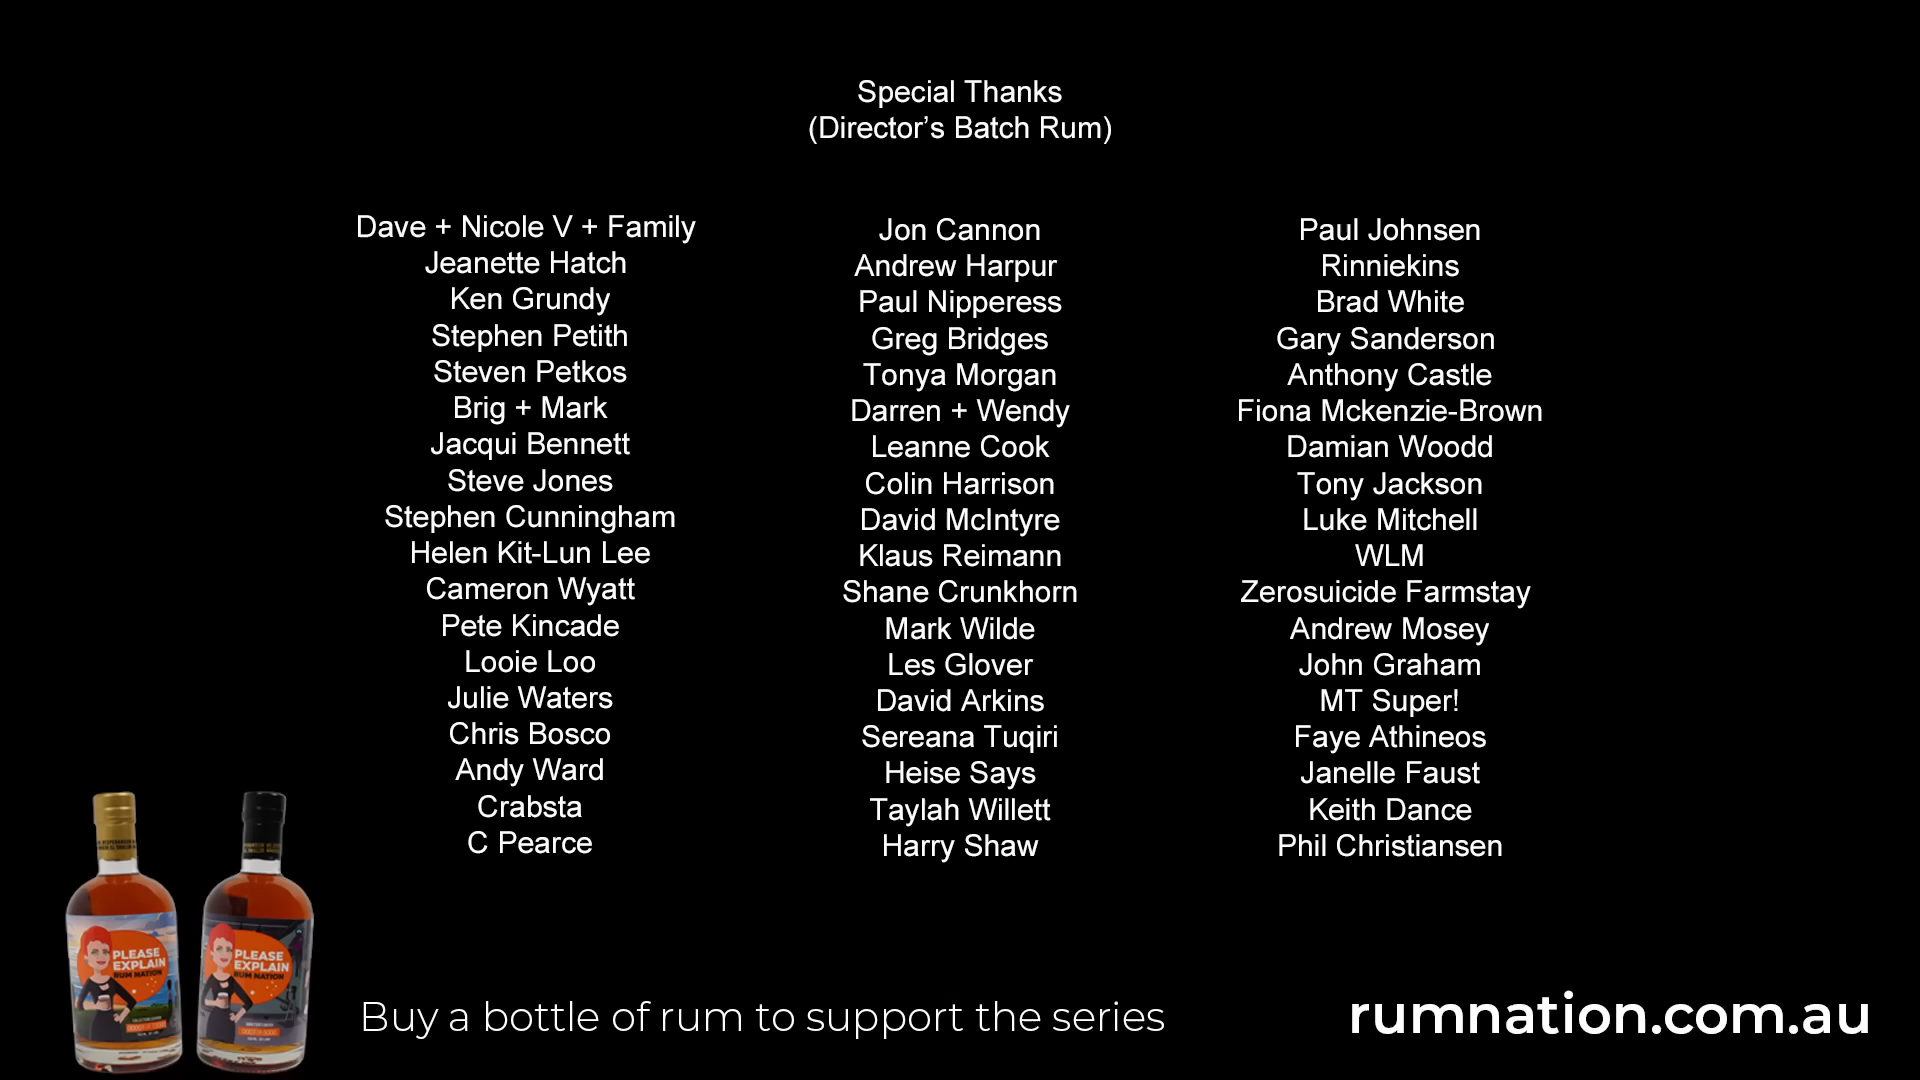 Special Thanks
(Director’s Batch Rum)
Dave + Nicole V + Family
Jeanette Hatch
Ken Grundy
Stephen Petith
Steven Petkos
Brig + Mark
Jacqui Bennett
Steve Jones
Stephen Cunningham
Helen Kit-Lun Lee
Cameron Wyatt
Pete Kincade
Looie Loo
Julie Waters
Chris Bosco
Andy Ward
Crabsta
C Pearce
Jon Cannon
Andrew Harpur
Paul Nipperess
Greg Bridges
Tonya Morgan
Darren + Wendy
Leanne Cook
Colin Harrison
David McIntyre
Klaus Reimann
Shane Crunkhorn
Mark Wilde
Les Glover
David Arkins
Sereana Tuqiri
Heise Says
Taylah Willett
Harry Shaw
Paul Johnsen
Rinniekins
Brad White
Gary Sanderson
Anthony Castle
Fiona Mckenzie-Brown
Damian Woodd
Tony Jackson
Luke Mitchell
WLM
Zerosuicide Farmstay
Andrew Mosey
John Graham
MT Super!
Faye Athineos
Janelle Faust
Keith Dance
Phil Christiansen
PLEASE
EXPLAIN
RUM NATION
PLEASE
EXPLAIN
RUM NATION
Buy a bottle of rum to support the series
rumnation.com.au